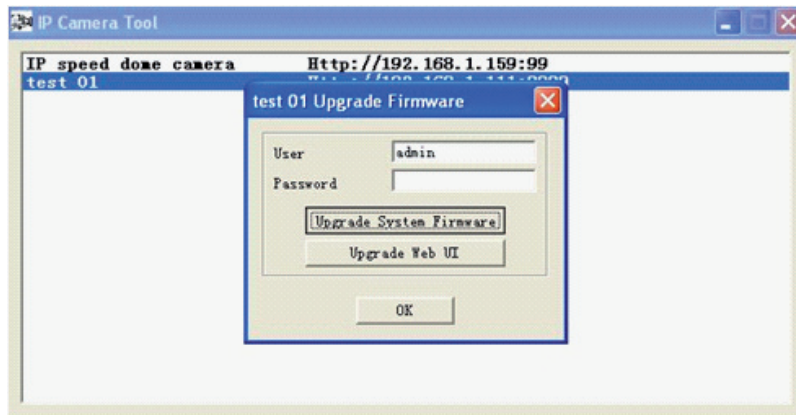 IP Camera Tool
IP speed dome camera Http://192.168.1.159:99
test 01
test 01 Upgrade Firmware
User admin
Password
Upgrade System Firmware
Upgrade Web UI
OK